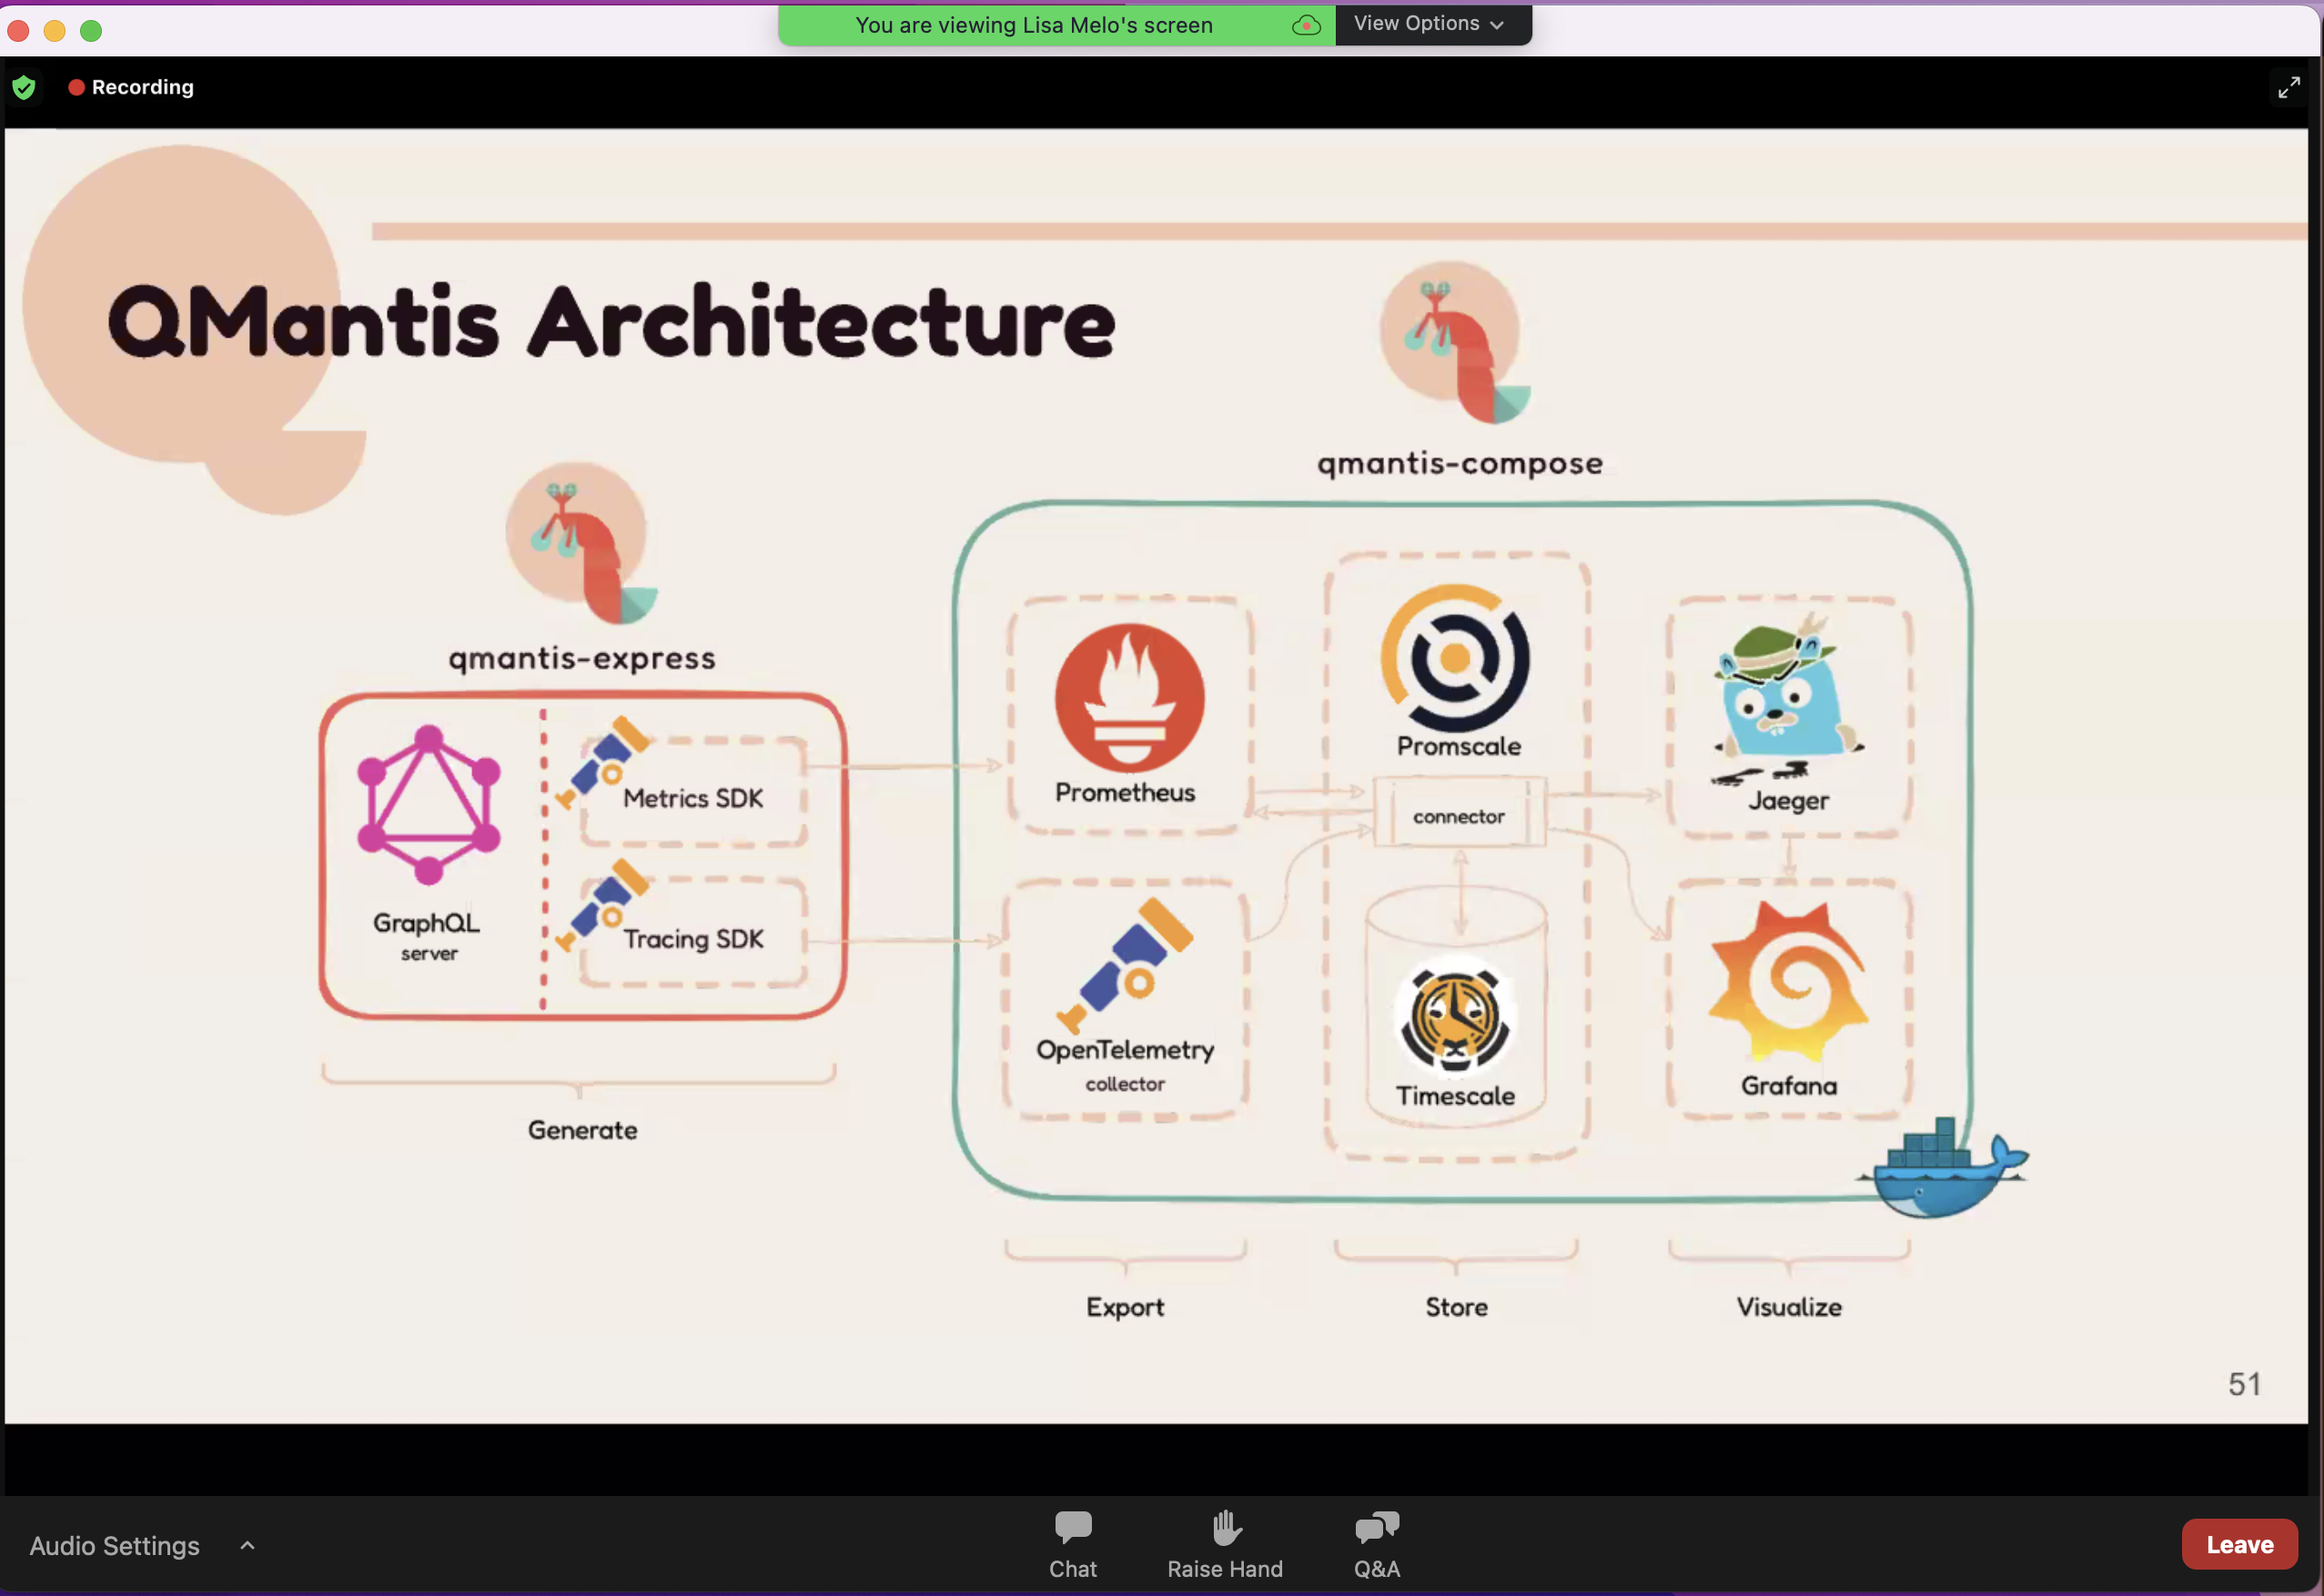 You are viewing Lisa Melo's screen
View Options
Recording
QMantis Architecture
qmantis-compose
qmantis-express
GraphQL
server
Metrics SDK
Tracing SDK
Generate
Prometheus
OpenTelemetry
collector
Promscale
connector
Timescale
Jaeger
Grafana
Export
Store
Visualize
51
Audio Settings
Chat
Raise Hand
Q&A
Leave